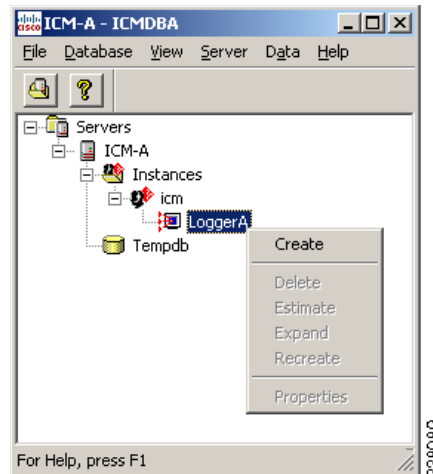 cisco ICM-A - ICMDBA
File Database View Server Data Help
Servers
ICM-A
Instances
icm
LoggerA
Tempdb
Create
Delete
Estimate
Expand
Recreate
Properties
For Help, press F1